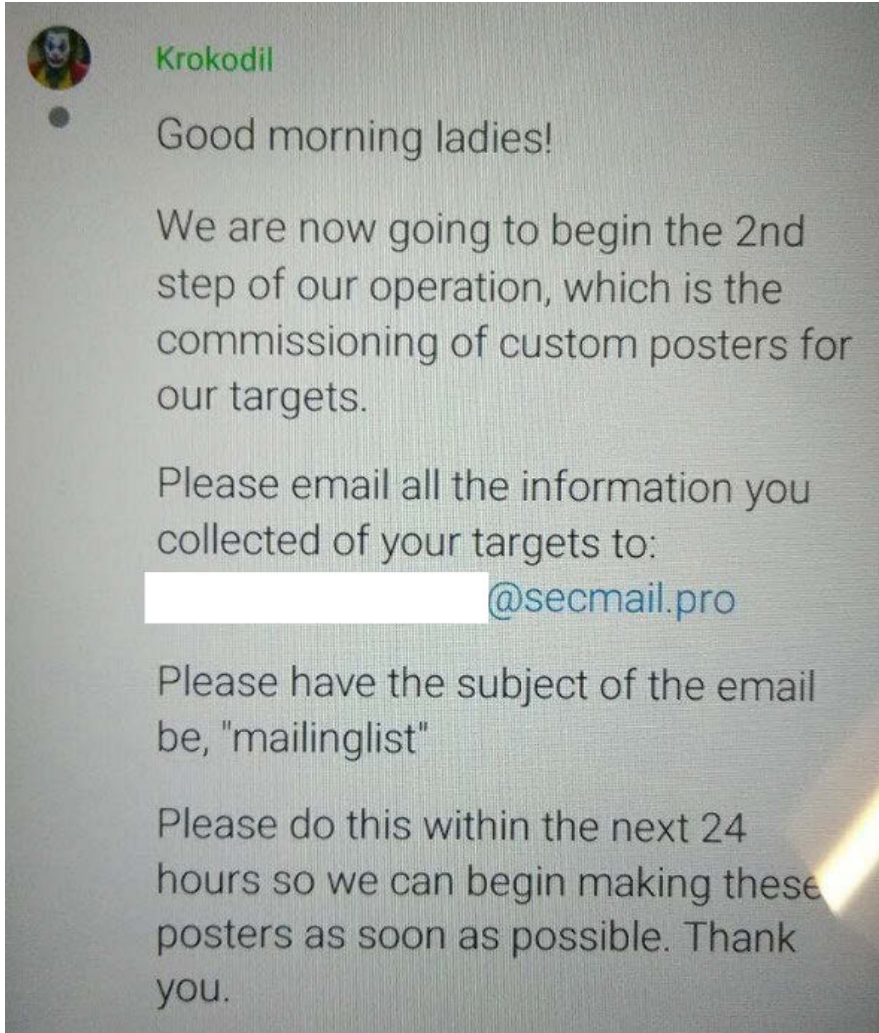 Krokodil
Good morning ladies!
We are now going to begin the 2nd
step of our operation, which is the
commissioning of custom posters for
our targets.
Please email all the information you
collected of your targets to:
@secmail.pro
Please have the subject of the email
be, "mailinglist"
Please do this within the next 24
hours so we can begin making these
posters as soon as possible. Thank
you.